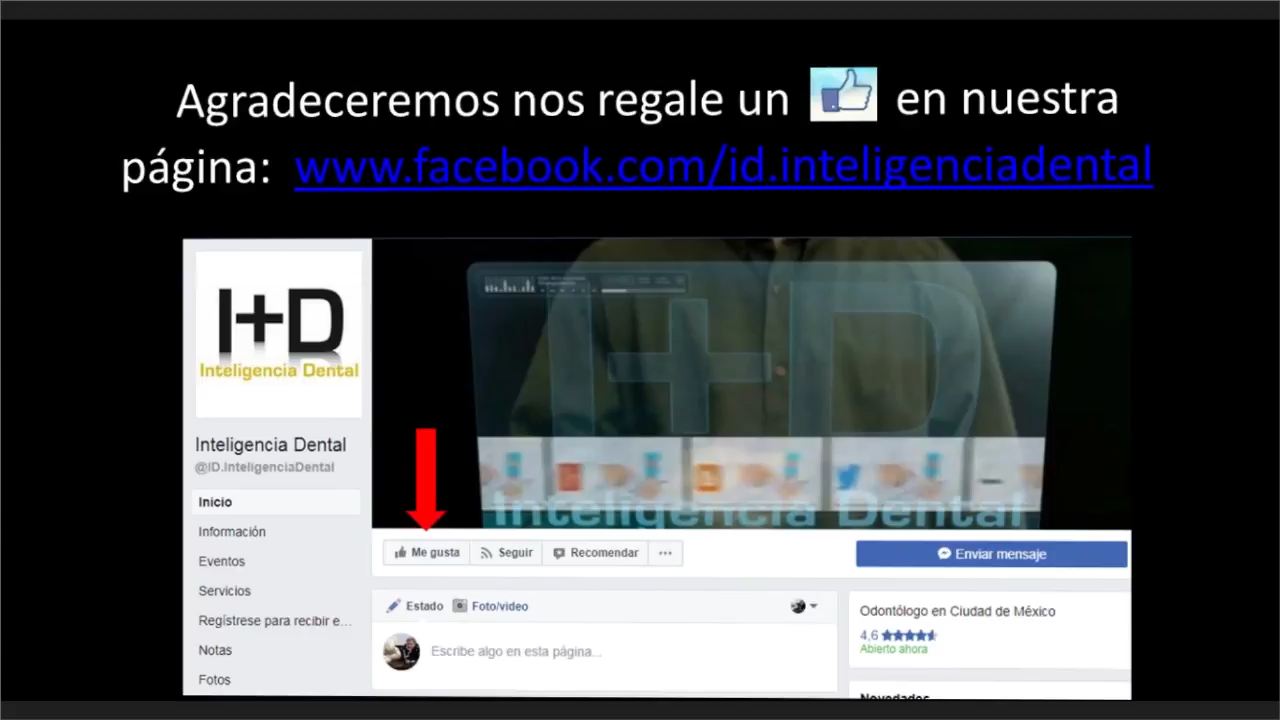 Agradeceremos nos regale un en nuestra
página: www.facebook.com/id.inteligenciadental
I+D
Inteligencia Dental
Inteligencia Dental
@ID.InteligenciaDental
Inicio
Información
Eventos
Servicios
Regístrese para recibir e...
Notas
Fotos
I+D
Inteligencia Dental
Me gusta Seguir Recomendar ...
Enviar mensaje
Estado Foto/video
Escribe algo en esta página...
Odontólogo en Ciudad de México
4,6
Abierto ahora
Novedades